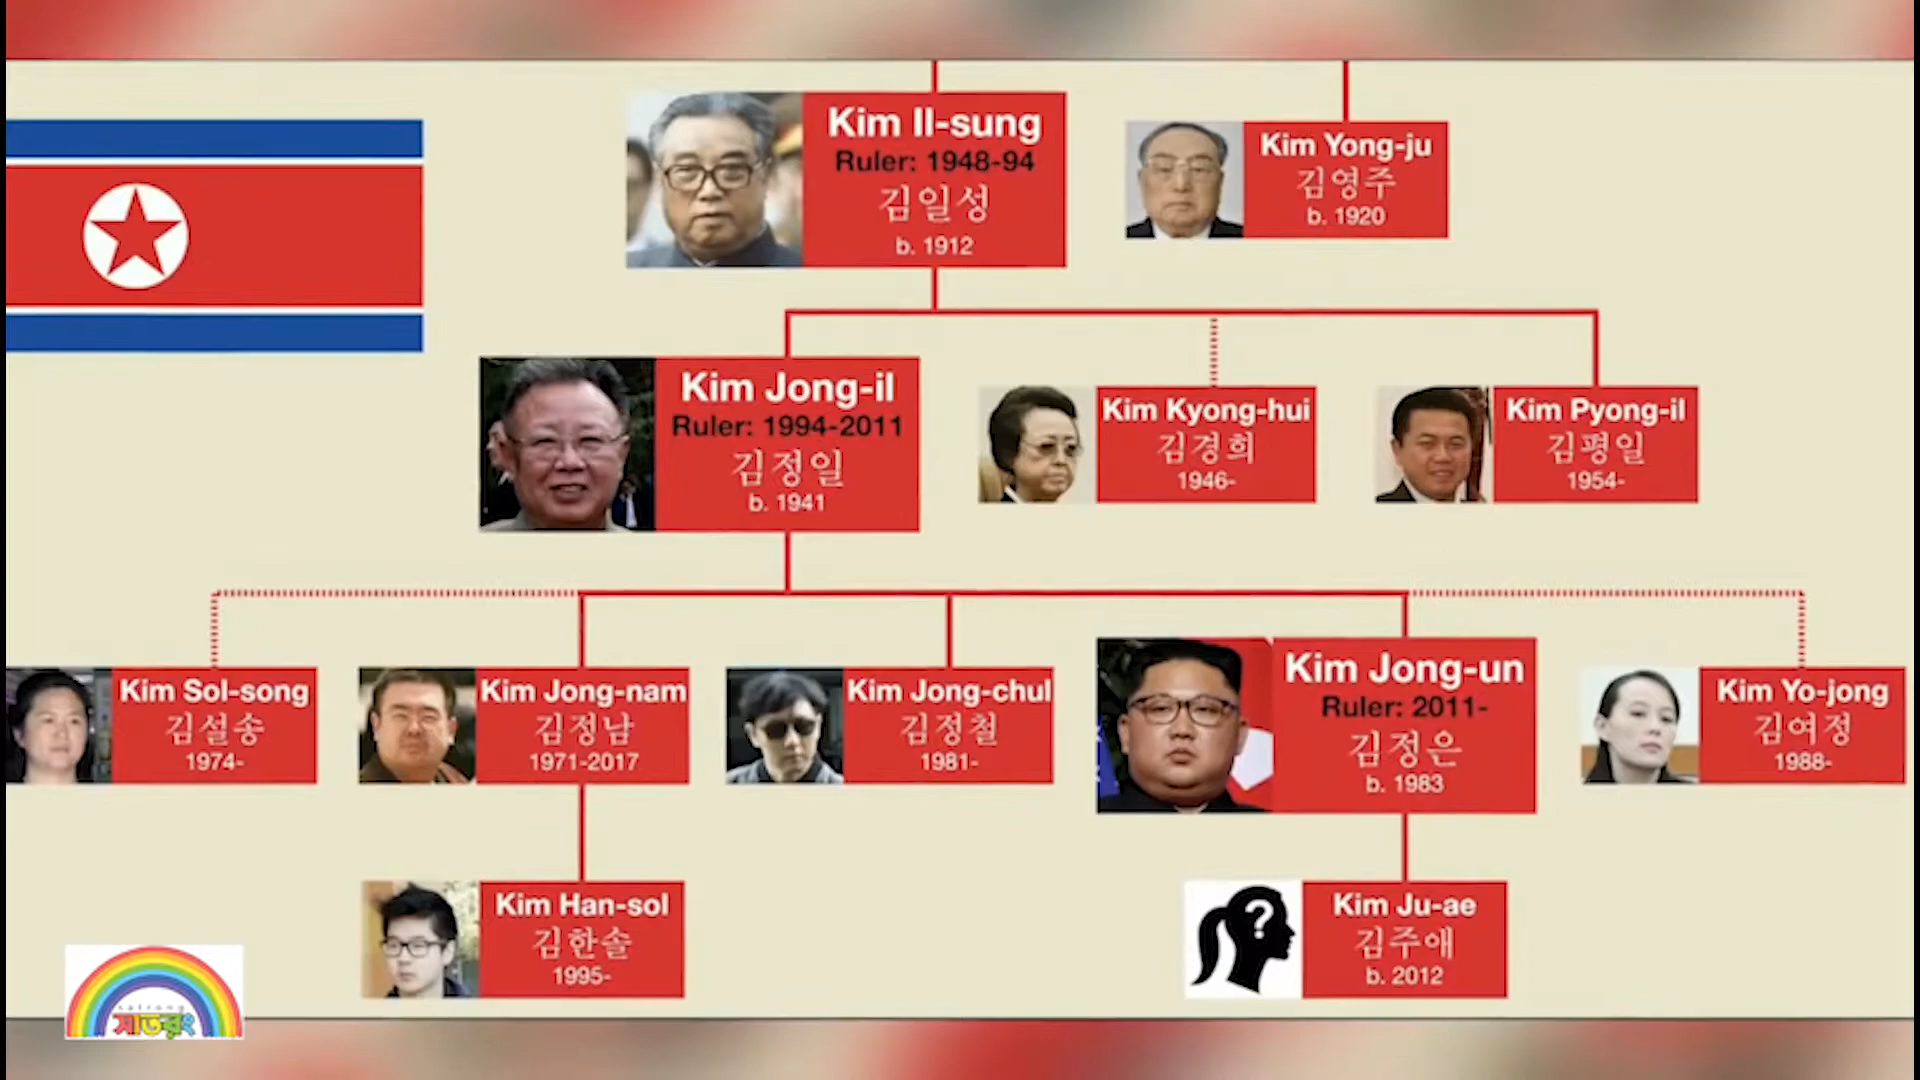 Kim Il-sung
Ruler: 1948-94
김일성
b. 1912
Kim Yong-ju
김영주
b. 1920
Kim Jong-il
Ruler: 1994-2011
김정일
b. 1941
Kim Kyong-hui
김경희
1946-
Kim Pyong-il
김평일
1954-
Kim Sol-song
김설송
1974-
Kim Jong-nam
김정남
1971-2017
Kim Jong-chul
김정철
1981-
Kim Jong-un
Ruler: 2011-
김정은
b. 1983
Kim Yo-jong
김여정
1988-
Kim Han-sol
김한솔
1995-
?
Kim Ju-ae
김주애
b. 2012
সাতরং